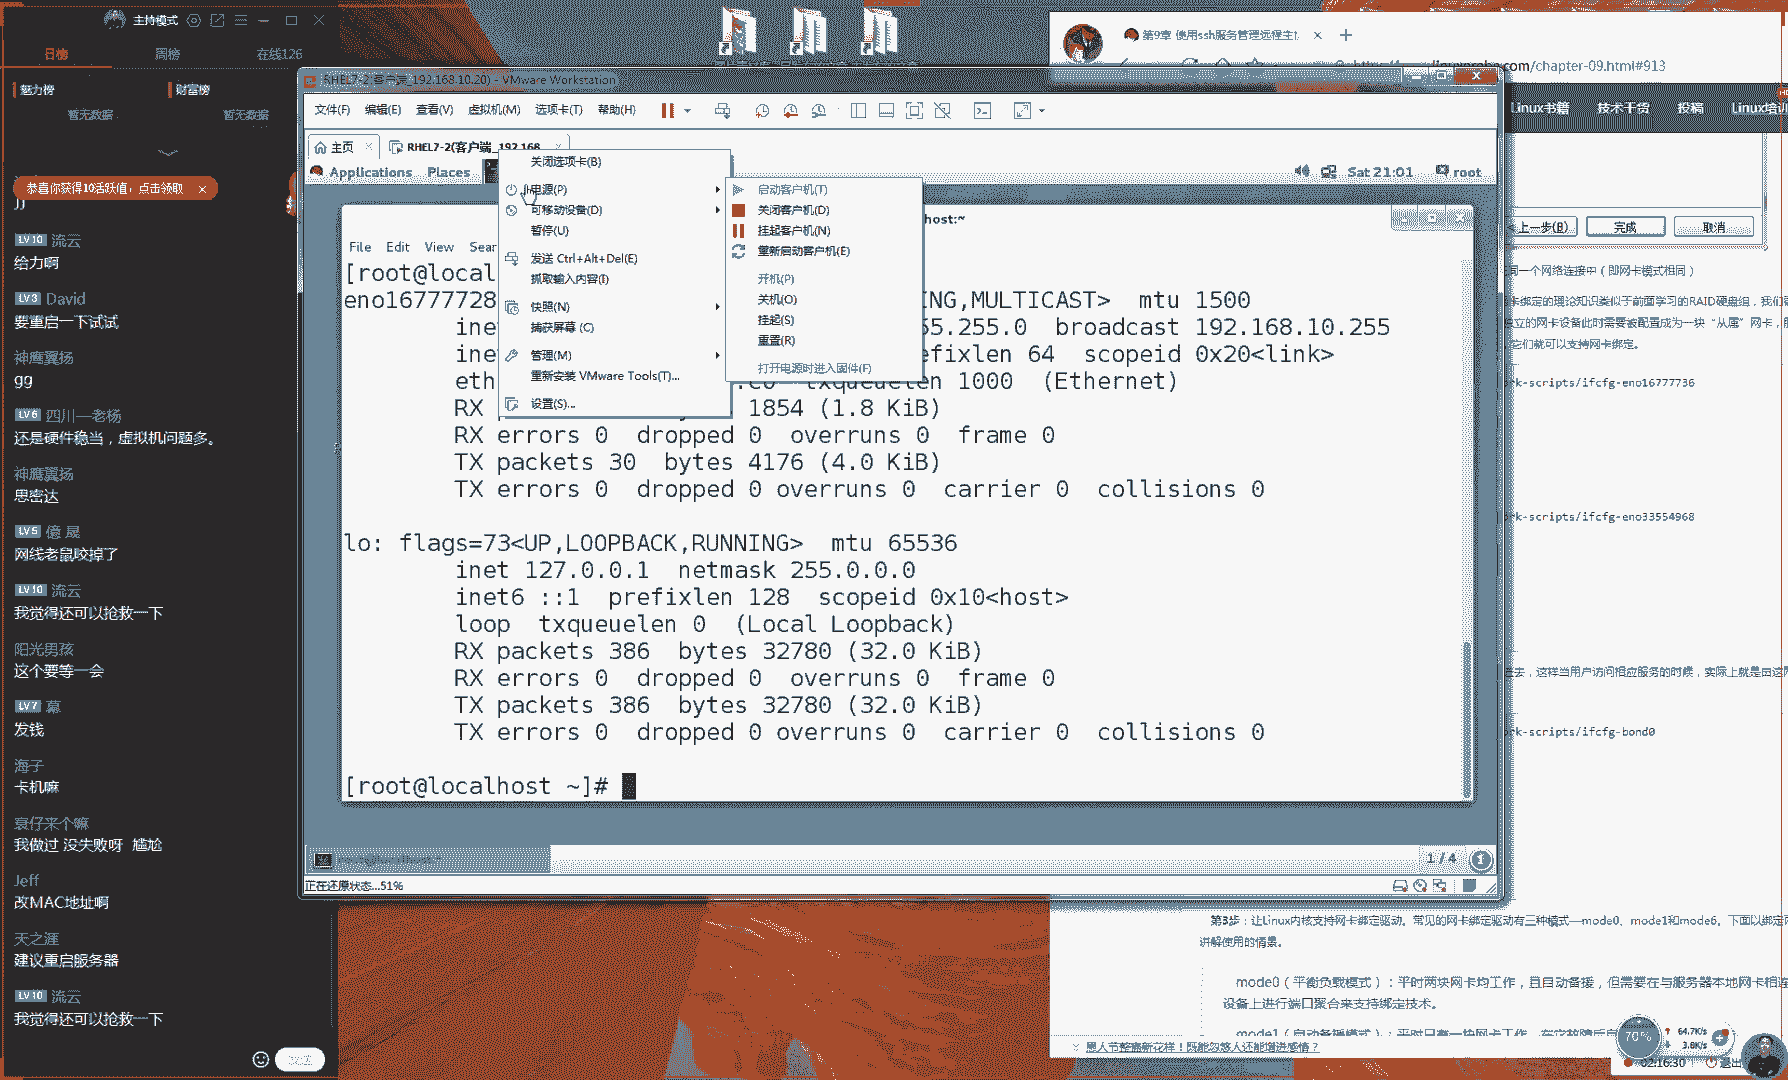 主持模式
日榜 周榜 在线126
魅力榜 财富榜
暂无数据 暂无数据
恭喜你获得10活跃值，点击领取 ×
LV10 流云
给力啊
LV3 David
要重启一下试试
神鹰翼扬
gg
LV6 四川—老杨
还是硬件稳当，虚拟机问题多。
神鹰翼扬
思密达
LV5 億 晟
网线老鼠咬掉了
LV10 流云
我觉得还可以抢救一下
阳光男孩
这个要等一会
LV7 幕
发钱
海子
卡机嘛
袁仔来个嘛
我做过 没失败呀 尴尬
Jeff
改MAC地址啊
天之涯
建议重启服务器
LV10 流云
我觉得还可以抢救一下
RHEL7-2(客户端_192.168.10.20) - VMware Workstation
文件(F) 编辑(E) 查看(V) 虚拟机(M) 选项卡(T) 帮助(H)
主页 RHEL7-2(客户端_192.168
Applications Places Sat 21:01 root
关闭选项卡(B)
电源(P)
可移动设备(D)
暂停(U)
发送 Ctrl+Alt+Del(E)
抓取输入内容(I)
快照(N)
捕获屏幕 (C)
管理(M)
重新安装 VMware Tools(T)...
设置(S)...
启动客户机(T)
关闭客户机(D)
挂起客户机(N)
重新启动客户机(E)
开机(P)
关机(O)
挂起(S)
重置(R)
打开电源时进入固件(F)
host:~
File Edit View Sear
[root@local
eno16777728 NG,MULTICAST> mtu 1500
ine 55.255.0 broadcast 192.168.10.255
ine efixlen 64 scopeid 0x20<link>
eth txqueuelen 1000 (Ethernet)
RX 1854 (1.8 KiB)
RX errors 0 dropped 0 overruns 0 frame 0
TX packets 30 bytes 4176 (4.0 KiB)
TX errors 0 dropped 0 overruns 0 carrier 0 collisions 0
lo: flags=73<UP,LOOPBACK,RUNNING> mtu 65536
inet 127.0.0.1 netmask 255.0.0.0
inet6 ::1 prefixlen 128 scopeid 0x10<host>
loop txqueuelen 0 (Local Loopback)
RX packets 386 bytes 32780 (32.0 KiB)
RX errors 0 dropped 0 overruns 0 frame 0
TX packets 386 bytes 32780 (32.0 KiB)
TX errors 0 dropped 0 overruns 0 carrier 0 collisions 0
[root@localhost ~]#
1 / 4
正在还原状态...51%
第9章 使用ssh服务管理远程主
com/chapter-09.html#913
Linux书籍 技术干货 投稿 Linux培训
上一步(B) 完成 取消
同一个网络连接中（即网卡模式相同）
卡绑定的理论知识类似于前面学习的RAID硬盘组，我们
立的网卡设备此时需要被配置成为一块“从属”网卡，
它们就可以支持网卡绑定。
rk-scripts/ifcfg-eno16777736
rk-scripts/ifcfg-eno33554968
去，这样当用户访问相应服务的时候，实际上就是由这
rk-scripts/ifcfg-bond0
第3步：让Linux内核支持网卡绑定驱动。常见的网卡绑定驱动有三种模式—mode0、mode1和mode6。下面以绑定
讲解使用的情景。
mode0（平衡负载模式）：平时两块网卡均工作，且自动备援，但需要在与服务器本地网卡相连
设备上进行端口聚合来支持绑定技术。
mode1（自动备援模式）：平时只有一块网卡工作，在它故障后自
愚人节整蛊新花样！既能忽悠人还能增进感情？
70% 64.7K/s
3.8K/s
02:16:30 退出